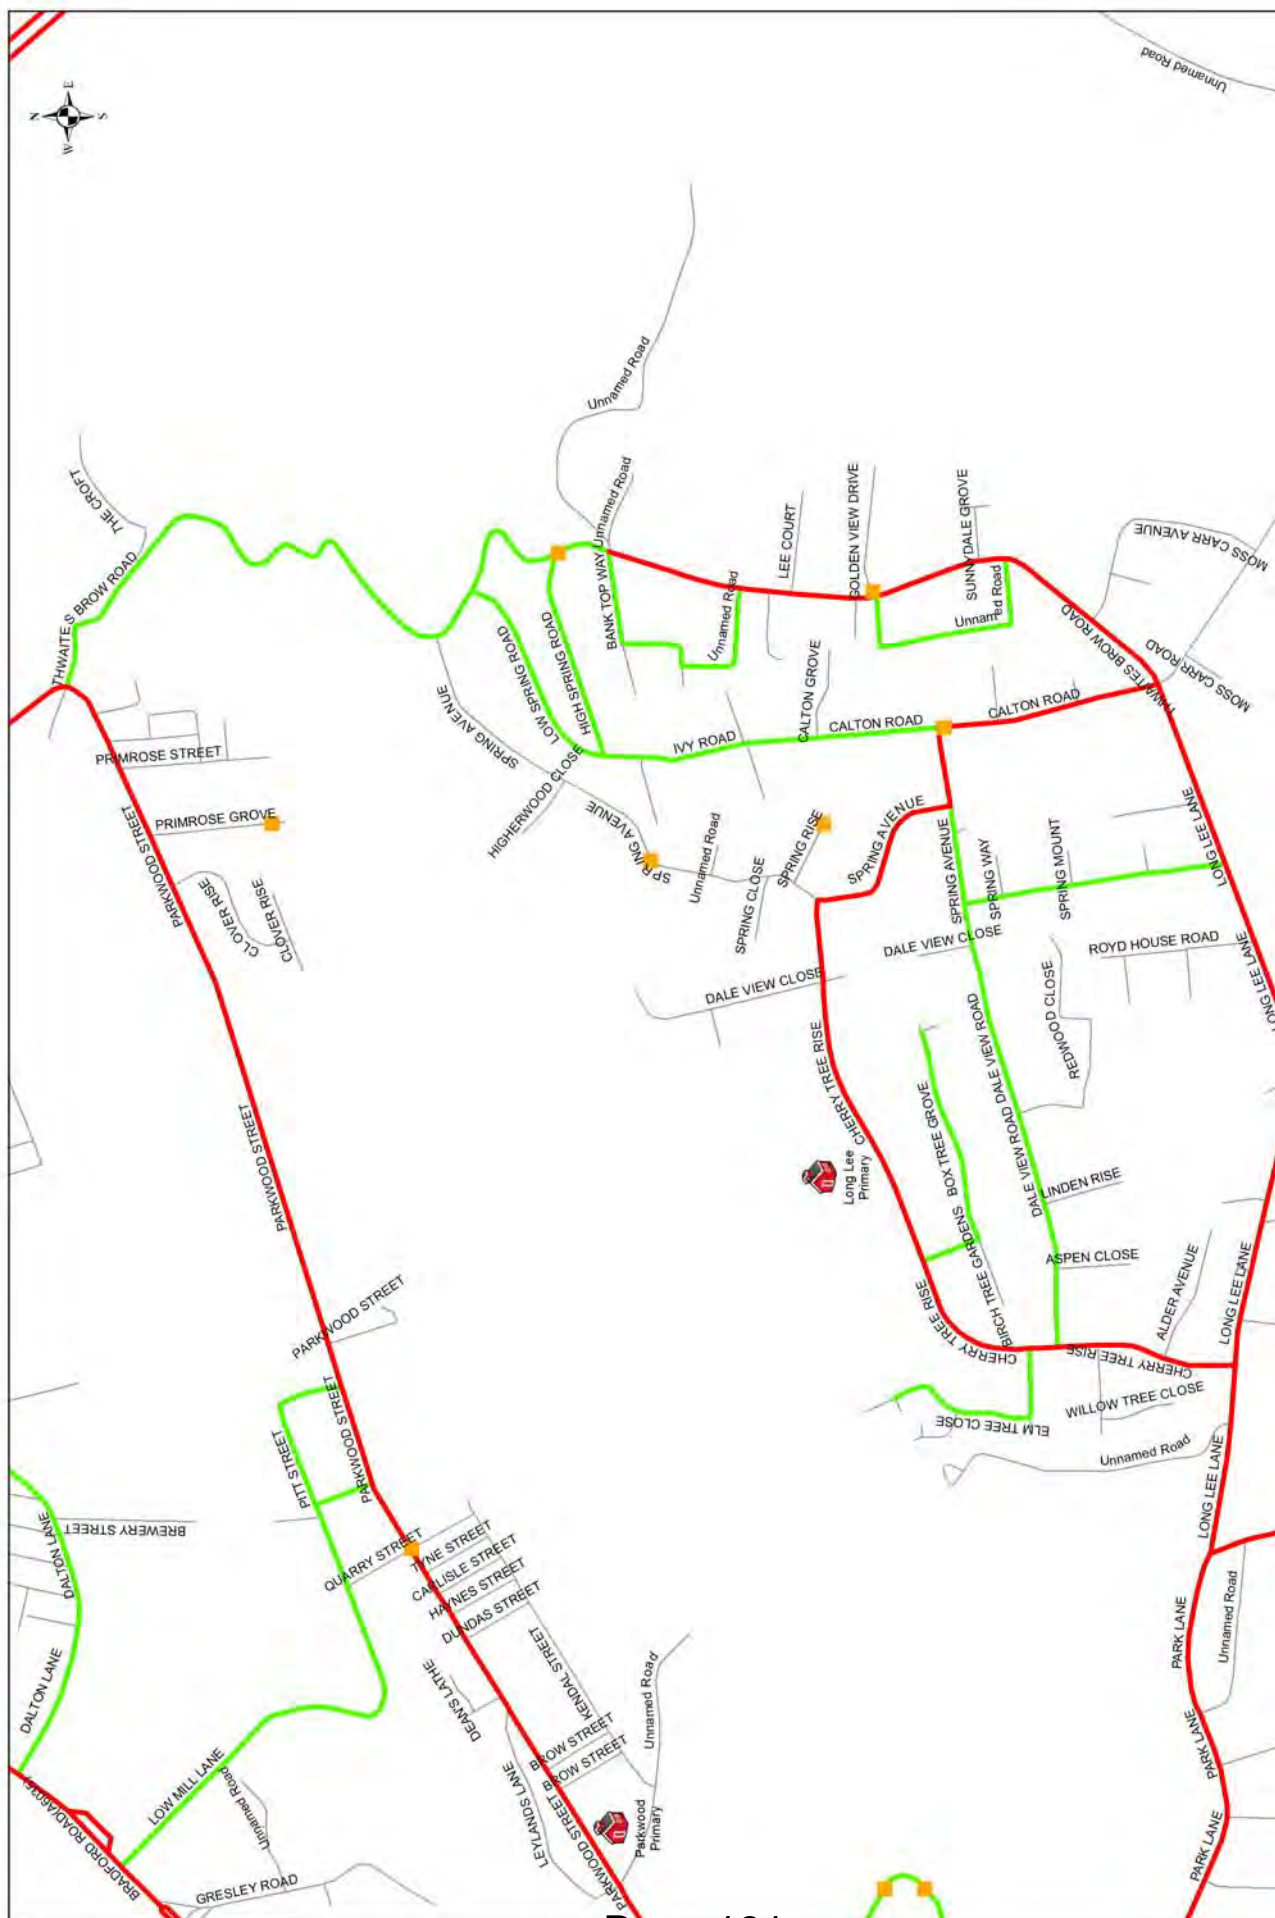 Unnamed Road
N
E
S
W
THE CROFT
THWAITES BROW ROAD
Unnamed Road
Unnamed Road
BANK TOP WAY
Unnamed Road
LEE COURT
GOLDEN VIEW DRIVE
SUNNYDALE GROVE
Unnamed Road
MOSS CARR AVENUE
MOSS CARR ROAD
THWAITES BROW ROAD
LOW SPRING ROAD
HIGH SPRING ROAD
SPRING AVENUE
IVY ROAD
CALTON GROVE
CALTON ROAD
CALTON ROAD
HIGHERWOOD CLOSE
PRIMROSE STREET
PRIMROSE GROVE
PARKWOOD STREET
CLOVER RISE
CLOVER RISE
SPRING AVENUE
Unnamed Road
SPRING CLOSE
SPRING RISE
SPRING AVENUE
SPRING AVENUE
SPRING WAY
SPRING MOUNT
LONG LEE LANE
SPRING
DALE VIEW CLOSE
DALE VIEW CLOSE
ROYD HOUSE ROAD
REDWOOD CLOSE
LONG LEE LANE
DALE VIEW ROAD
DALE VIEW ROAD
CHERRY TREE RISE
BOX TREE GROVE
PARKWOOD STREET
Long Lee
Primary
LINDEN RISE
ASPEN CLOSE
BIRCH TREE GARDENS
CHERRY TREE RISE
ALDER AVENUE
LONG LEE LANE
PARKWOOD STREET
CHERRY TREE RISE
CHERRY TREE RISE
WILLOW TREE CLOSE
ELM TREE CLOSE
Unnamed Road
LONG LEE LANE
PITT STREET
PARKWOOD STREET
DALTON LANE
BREWERY STREET
QUARRY STREET
TYNE STREET
CARLISLE STREET
HAYNES STREET
DUNDAS STREET
DALTON LANE
DEAN'S LATHE
KENDAL STREET
Unnamed Road
PARK LANE
Unnamed Road
BROW STREET
BROW STREET
LOW MILL LANE
Unnamed Road
BRADFORD ROAD(A6035)
LEYLANDS LANE
PARKWOOD STREET
Parkwood
Primary
PARK LANE
PARK LANE
GRESLEY ROAD